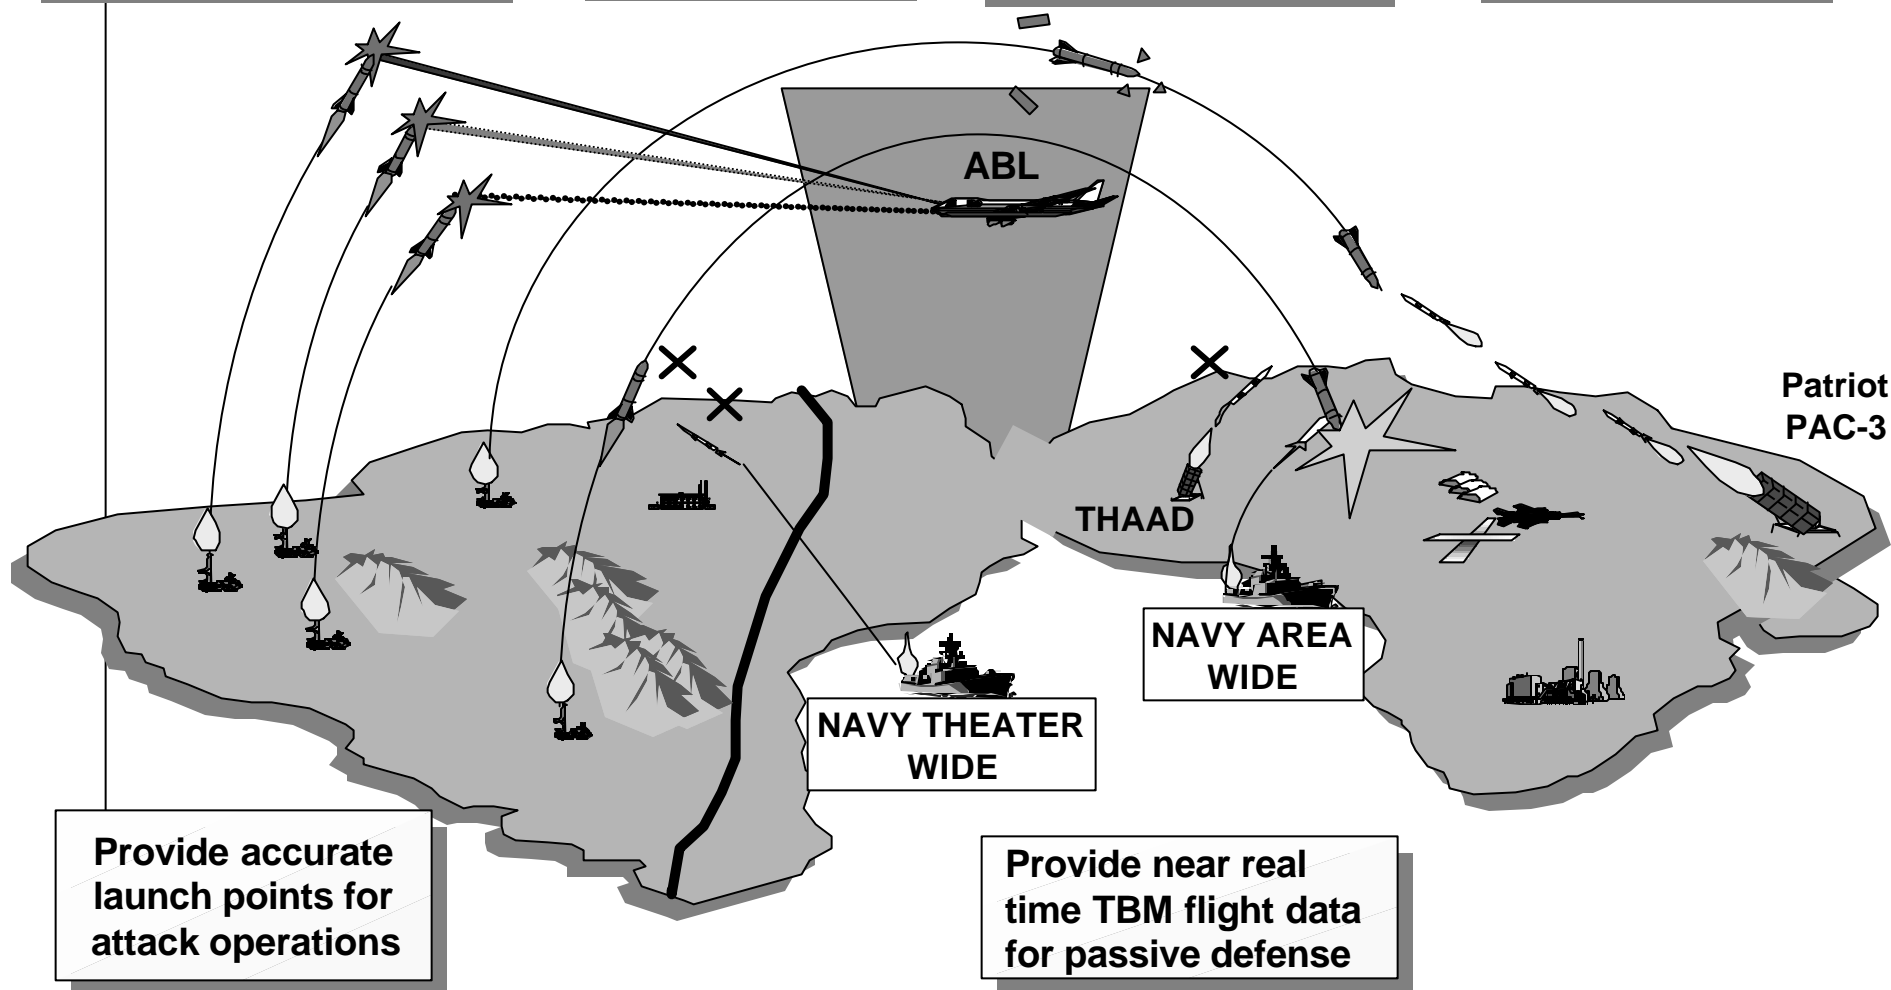 ABL
Patriot
PAC-3
THAAD
NAVY AREA
WIDE
NAVY THEATER
WIDE
Provide accurate
launch points for
attack operations
Provide near real
time TBM flight data
for passive defense